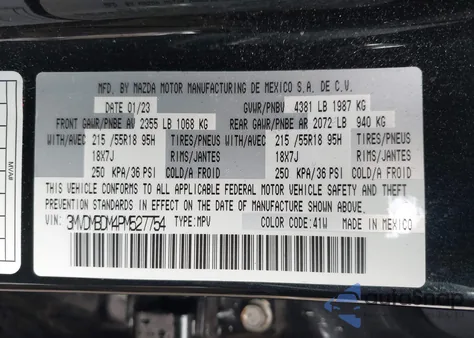 MFD. BY MAZDA MOTOR MANUFACTURING DE MEXICO S.A. DE C.V.
DATE 01/23 GVWR/PNBV 4381 LB 1987 KG
FRONT GAWR/PNBE AV 2355 LB 1068 KG REAR GAWR/PNBE AR 2072 LB 940 KG
WITH/AVEC 215 /55R18 95H TIRES/PNEUS WITH/AVEC 215 /55R18 95H TIRES/PNEUS
18X7J RIMS/JANTES 18X7J RIMS/JANTES
250 KPA/36 PSI COLD/A FROID 250 KPA/36 PSI COLD/A FROID
THIS VEHICLE CONFORMS TO ALL APPLICABLE FEDERAL MOTOR VEHICLE SAFETY AND THEFT
PREVENTION STANDARDS IN EFFECT ON THE DATE OF MANUFACTURE SHOWN ABOVE.
VIN: 3MVDMBDM4PM527754 TYPE: MPV COLOR CODE: 41W MADE IN MEXICO
MVAB
AutoSnap